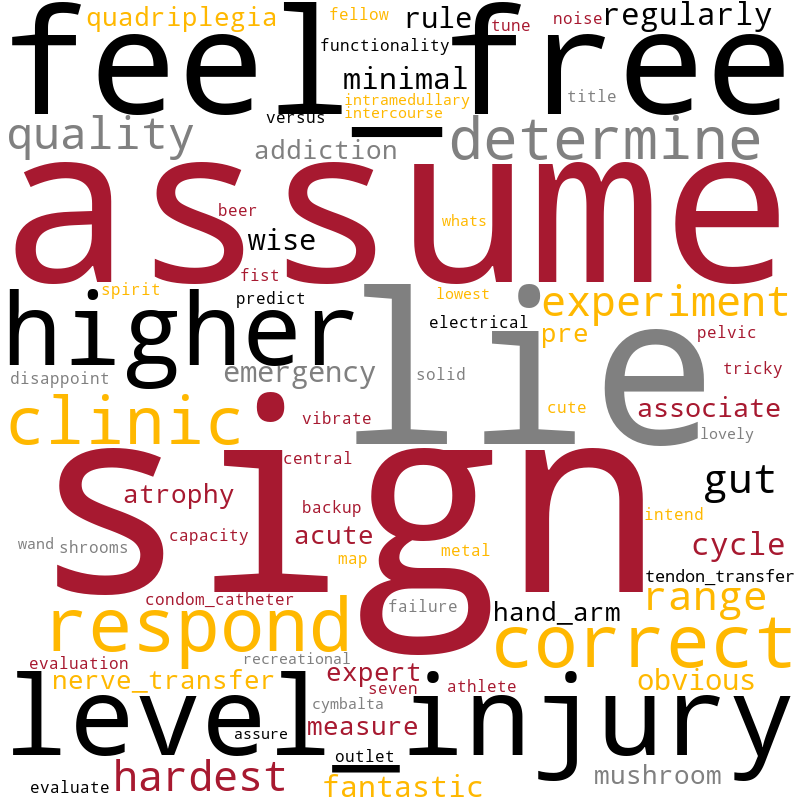 quadriplegia fellow rule tune noise regularly
feel_free
functionality
minimal
intramedullary title
versus intercourse
quality addiction determine
assume
beer whats
wise
fist
spirit predict lowest experiment
higher lie
electrical pre pelvic
disappoint emergency solid tricky
clinic vibrate cute associate
lovely
sign
central
atrophy backup gut
capacity acute intend
wand shrooms map metal cycle
tendon_transfer
condom_catheter failure hand_arm range
respond correct
evaluation recreational
nerve_transfer expert seven athlete obvious
level_injury
cymbalta
assure measure
outlet
evaluate hardest fantastic mushroom